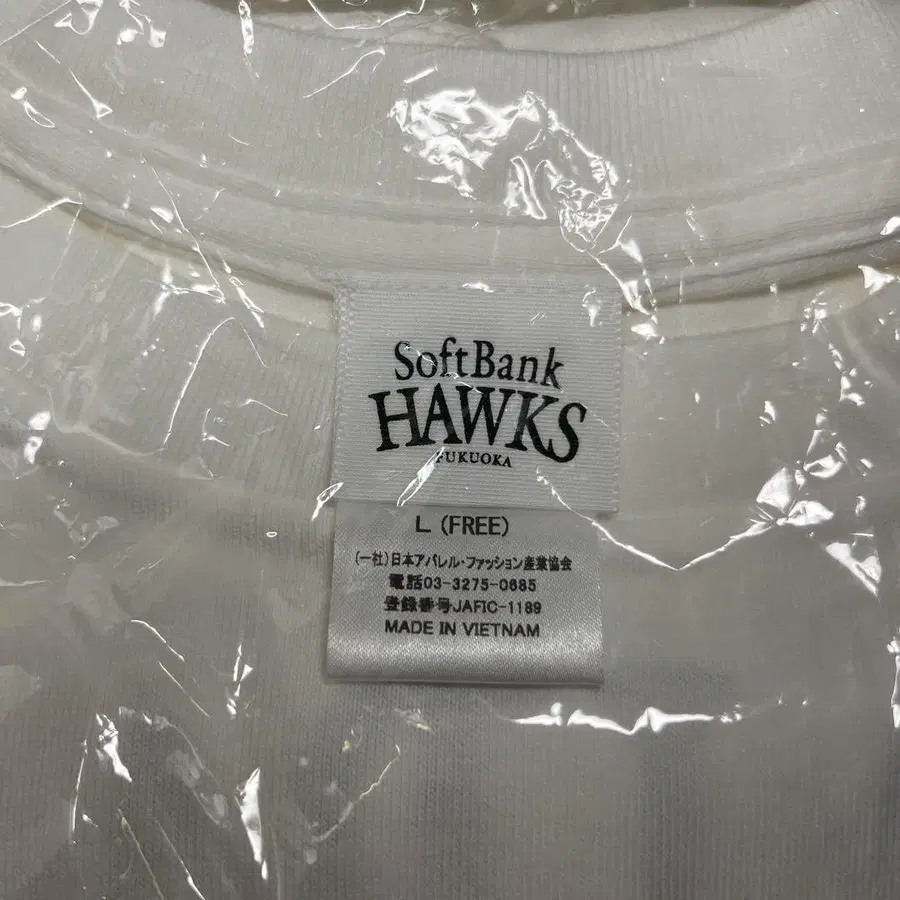 SoftBank
HAWKS
FUKUOKA
L (FREE)
(一社)日本アパレル・ファッション産業協会
電話03-3275-0685
登録番号JAFIC-1189
MADE IN VIETNAM